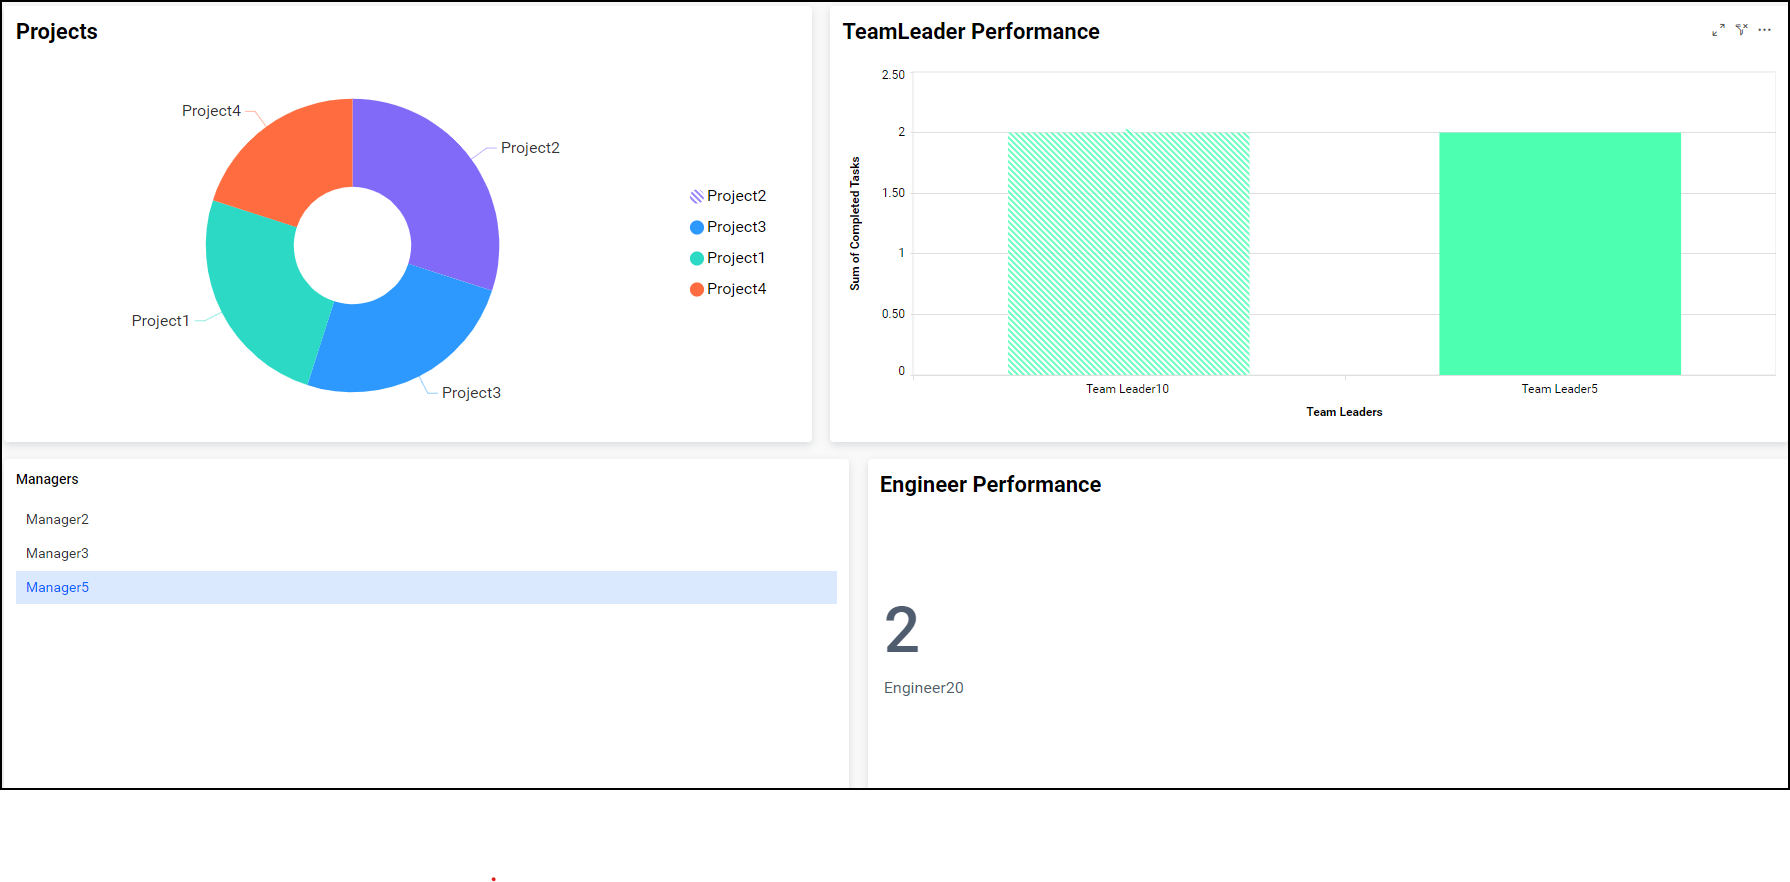 Projects
Project4
Project2
Project1
Project3
Project2
Project3
Project1
Project4
TeamLeader Performance
2.50
2
1.50
1
0.50
0
Sum of Completed Tasks
Team Leader10
Team Leader5
Team Leaders
Managers
Manager2
Manager3
Manager5
Engineer Performance
2
Engineer20